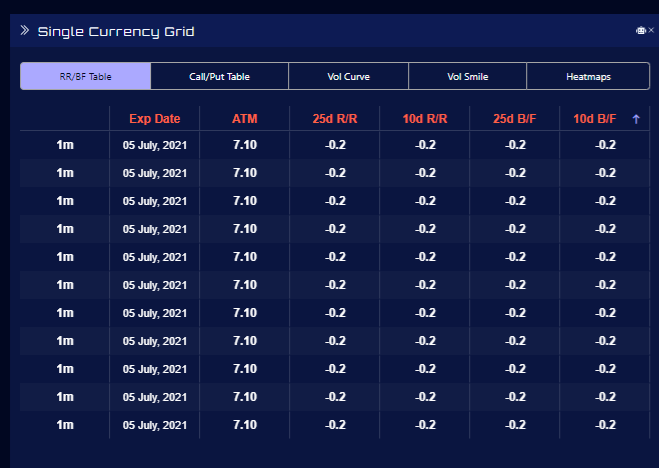 Single Currency Grid
RR/BF Table Call/Put Table Vol Curve Vol Smile Heatmaps
Exp Date ATM 25d R/R 10d R/R 25d B/F 10d B/F
1m 05 July, 2021 7.10 -0.2 -0.2 -0.2 -0.2
1m 05 July, 2021 7.10 -0.2 -0.2 -0.2 -0.2
1m 05 July, 2021 7.10 -0.2 -0.2 -0.2 -0.2
1m 05 July, 2021 7.10 -0.2 -0.2 -0.2 -0.2
1m 05 July, 2021 7.10 -0.2 -0.2 -0.2 -0.2
1m 05 July, 2021 7.10 -0.2 -0.2 -0.2 -0.2
1m 05 July, 2021 7.10 -0.2 -0.2 -0.2 -0.2
1m 05 July, 2021 7.10 -0.2 -0.2 -0.2 -0.2
1m 05 July, 2021 7.10 -0.2 -0.2 -0.2 -0.2
1m 05 July, 2021 7.10 -0.2 -0.2 -0.2 -0.2
1m 05 July, 2021 7.10 -0.2 -0.2 -0.2 -0.2